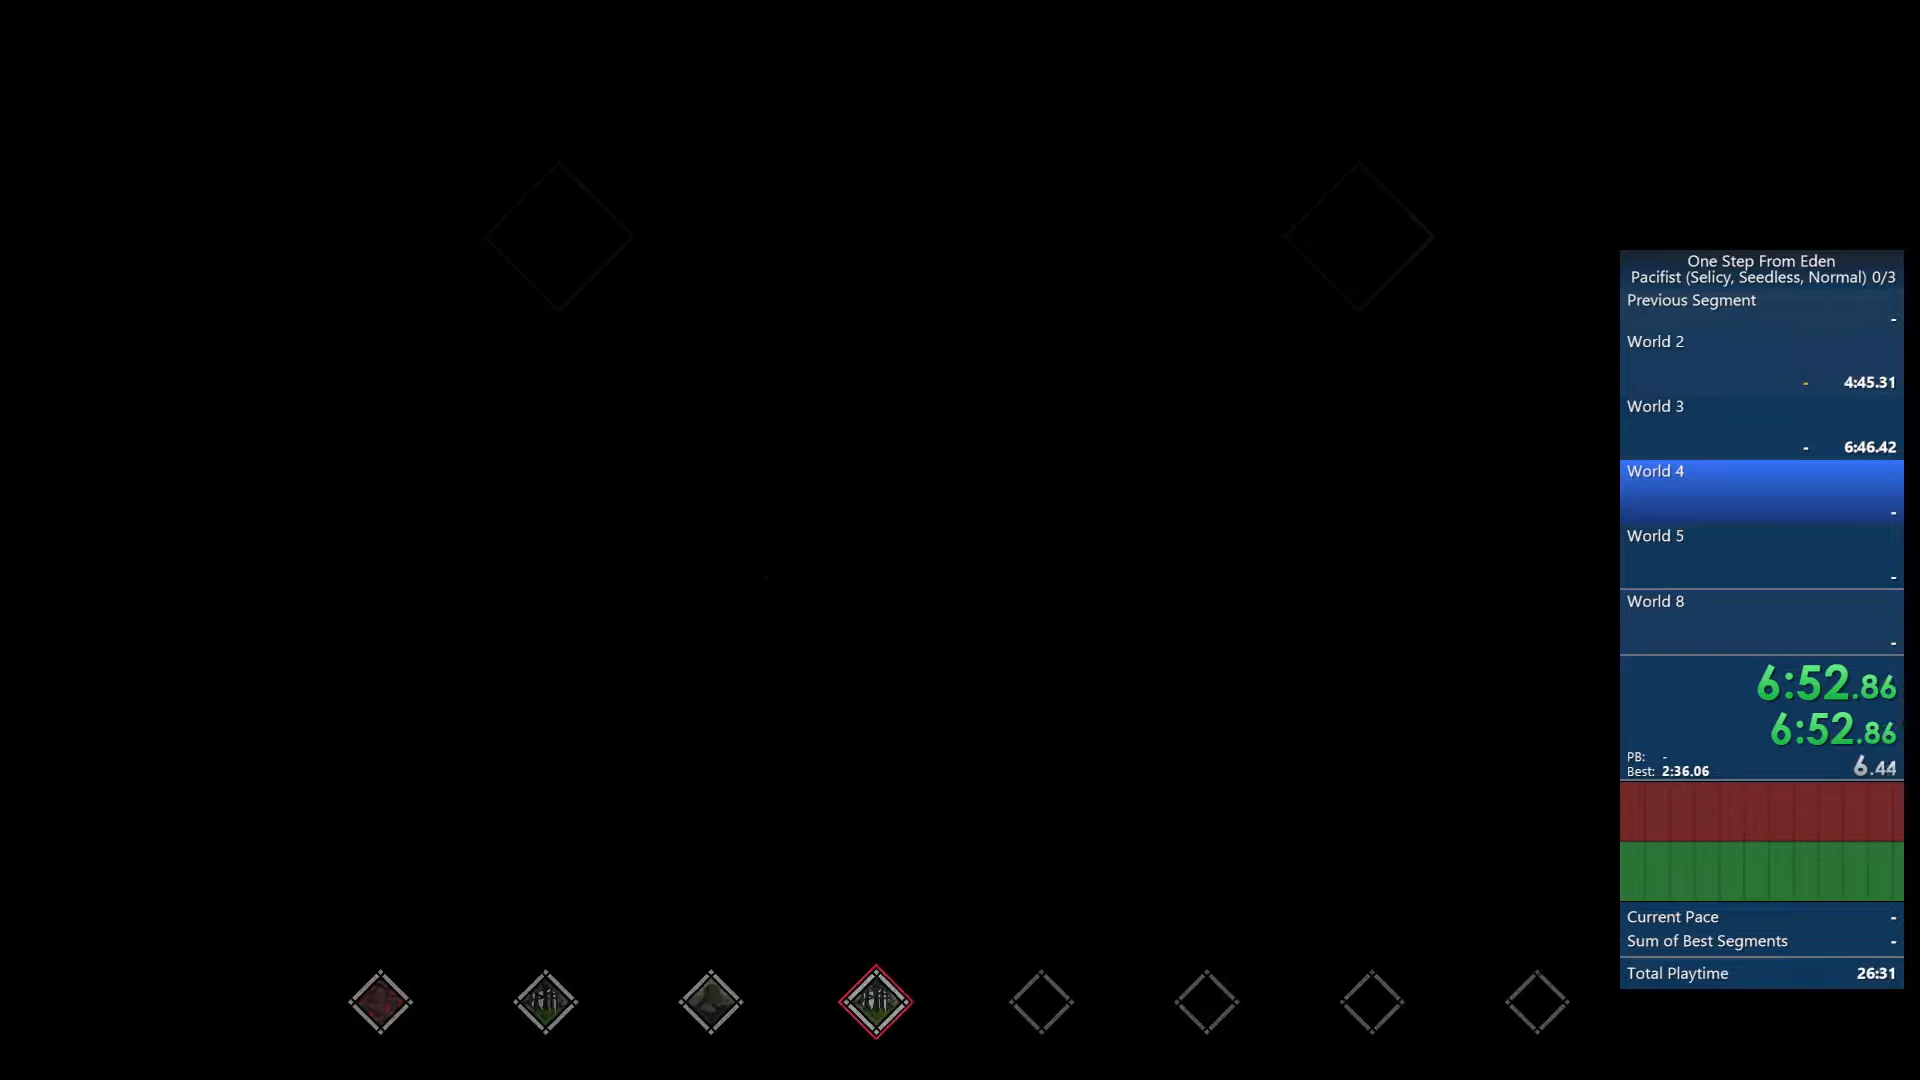 One Step From Eden
Pacifist (Selicy, Seedless, Normal) 0/3
Previous Segment
-
World 2
- 4:45.31
World 3
- 6:46.42
World 4
-
World 5
-
World 8
-
6:52.86
6:52.86
PB: -
Best: 2:36.06 6.44
Current Pace -
Sum of Best Segments -
Total Playtime 26:31